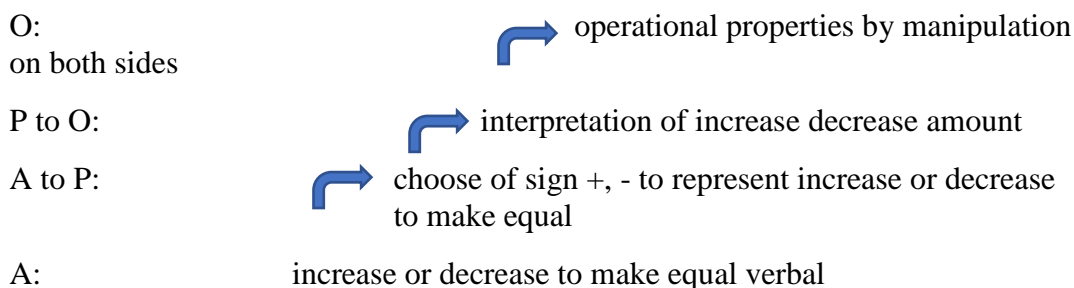 O: operational properties by manipulation
on both sides
P to O: interpretation of increase decrease amount
A to P: choose of sign +, - to represent increase or decrease
to make equal
A: increase or decrease to make equal verbal